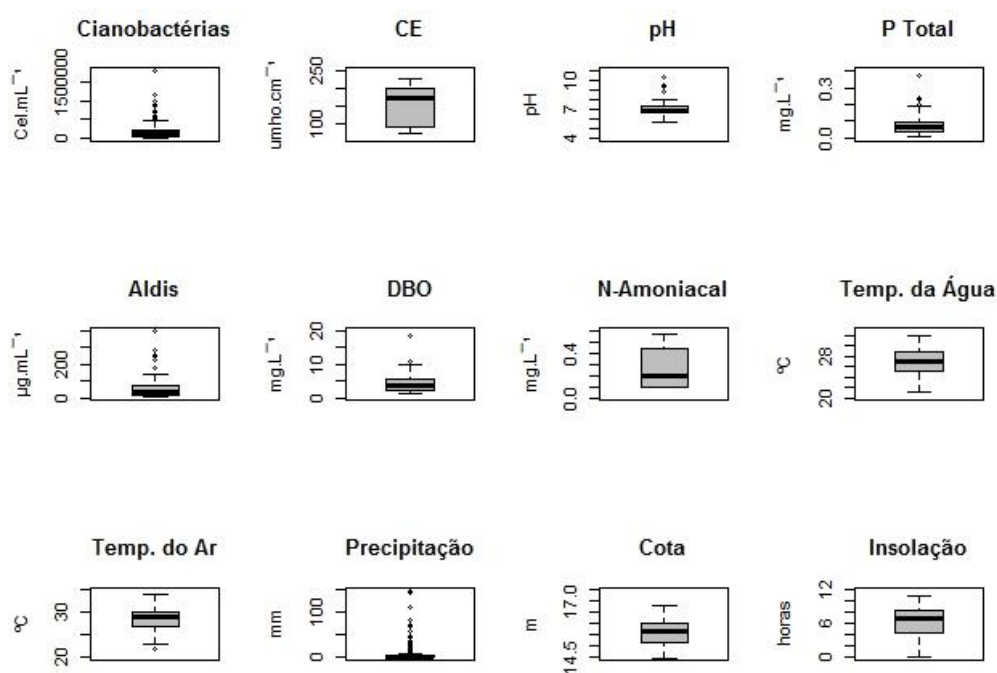 Cianobactérias
Cel.mL⁻¹
1500000
0
CE
umho.cm⁻¹
250
100
pH
pH
10
7
4
P Total
mg.L⁻¹
0.3
0.0
Aldis
µg.mL⁻¹
200
0
DBO
mg.L⁻¹
20
10
0
N-Amoniacal
mg.L⁻¹
0.4
0.0
Temp. da Água
ºC
28
20
Temp. do Ar
ºC
30
20
Precipitação
mm
100
0
Cota
m
17.0
14.5
Insolação
horas
12
6
0